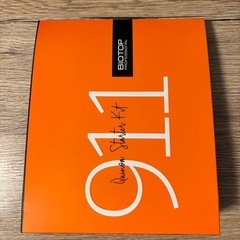 BIOTOP
PROFESSIONAL
911
Quinoa Starter Kit